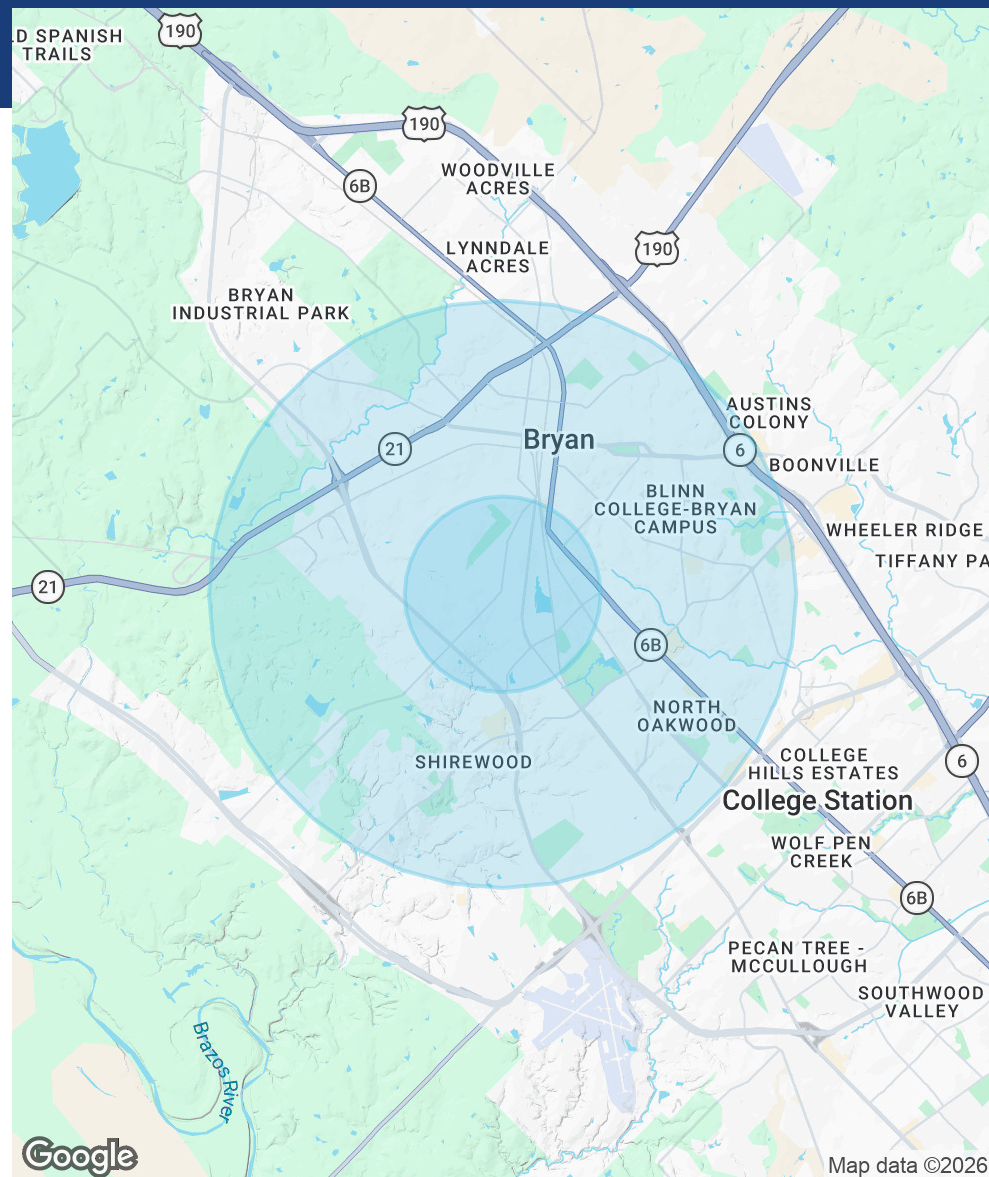 LD SPANISH
TRAILS
190
190
6B
WOODVILLE
ACRES
190
LYNNDALE
ACRES
BRYAN
INDUSTRIAL PARK
AUSTINS
COLONY
Bryan
21
6
BOONVILLE
BLINN
COLLEGE-BRYAN
CAMPUS
WHEELER RIDGE
TIFFANY PA
21
6B
NORTH
OAKWOOD
SHIREWOOD
COLLEGE
HILLS ESTATES
6
College Station
WOLF PEN
CREEK
6B
PECAN TREE -
MCCULLOUGH
SOUTHWOOD
VALLEY
Brazos River
Google
Map data ©2026